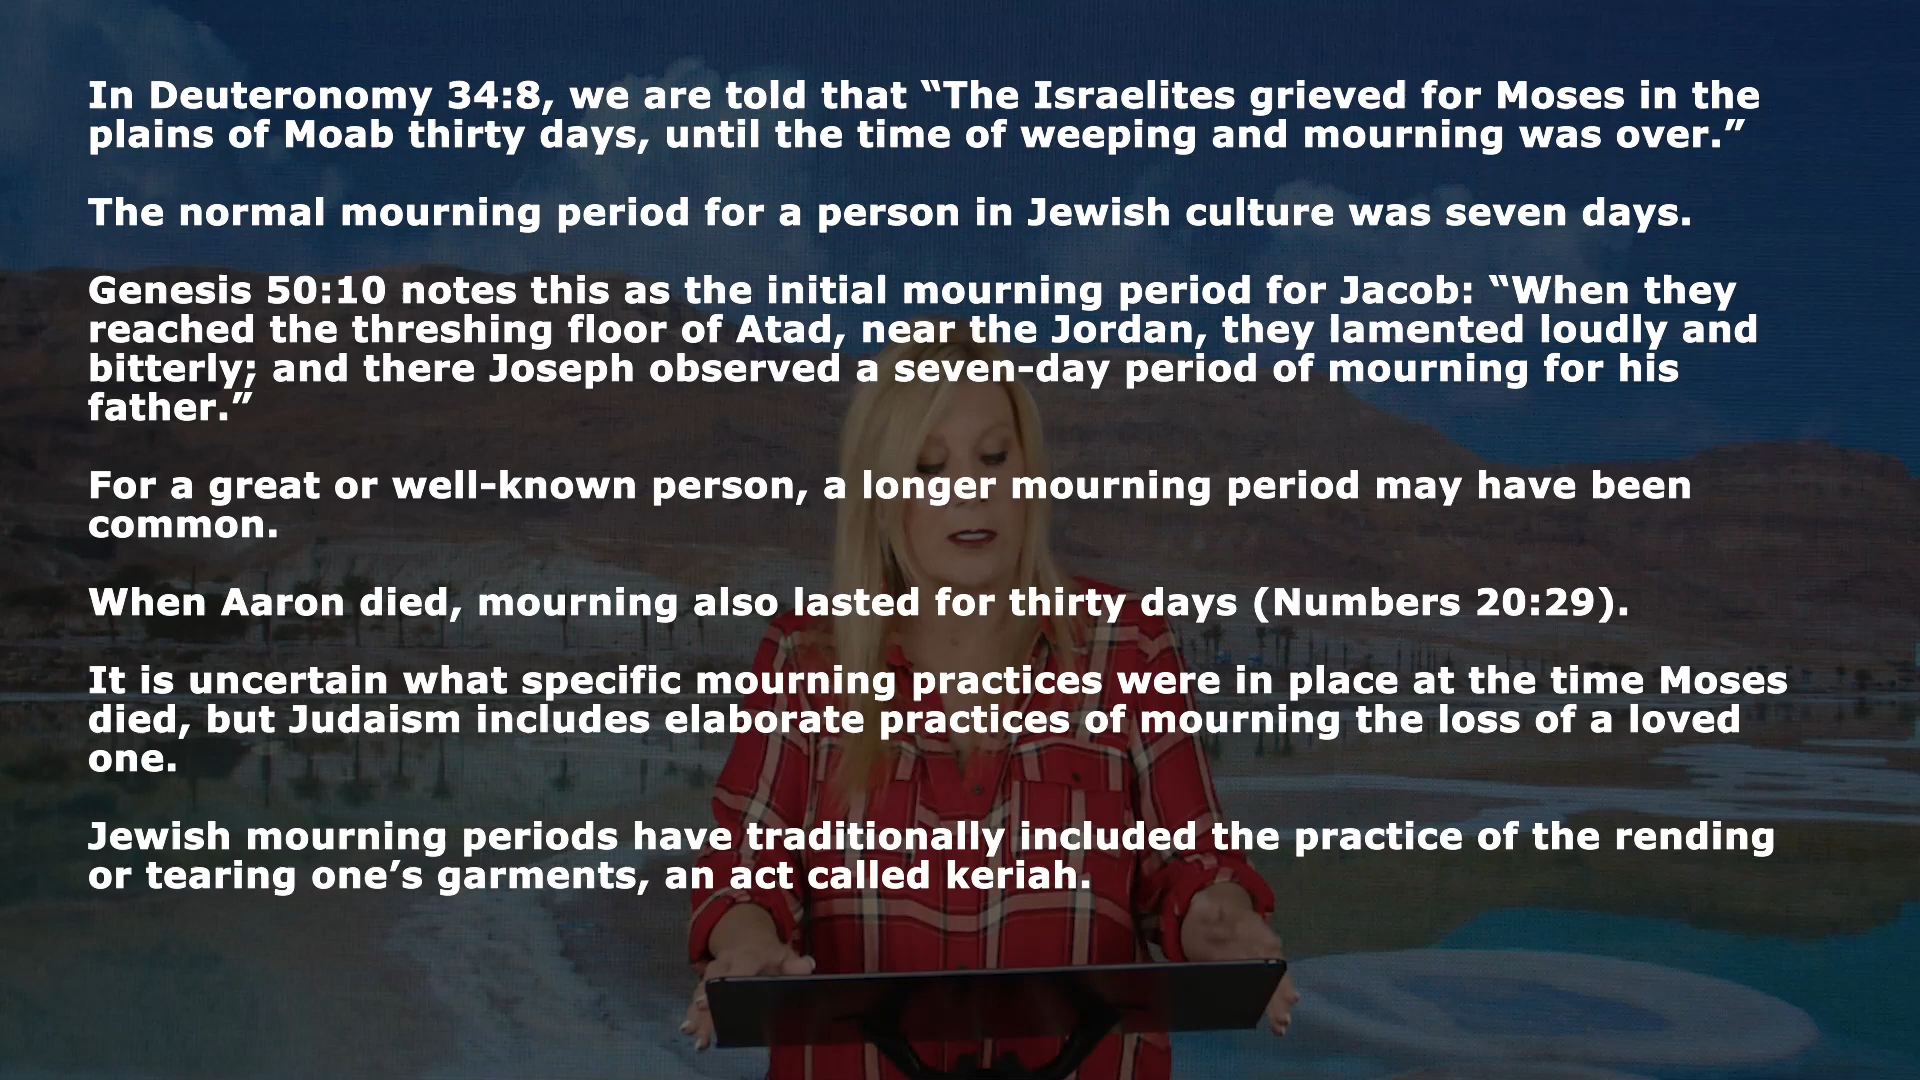 In Deuteronomy 34:8, we are told that “The Israelites grieved for Moses in the
plains of Moab thirty days, until the time of weeping and mourning was over.”
The normal mourning period for a person in Jewish culture was seven days.
Genesis 50:10 notes this as the initial mourning period for Jacob: “When they
reached the threshing floor of Atad, near the Jordan, they lamented loudly and
bitterly; and there Joseph observed a seven-day period of mourning for his
father.”
For a great or well-known person, a longer mourning period may have been
common.
When Aaron died, mourning also lasted for thirty days (Numbers 20:29).
It is uncertain what specific mourning practices were in place at the time Moses
died, but Judaism includes elaborate practices of mourning the loss of a loved
one.
Jewish mourning periods have traditionally included the practice of the rending
or tearing one’s garments, an act called keriah.